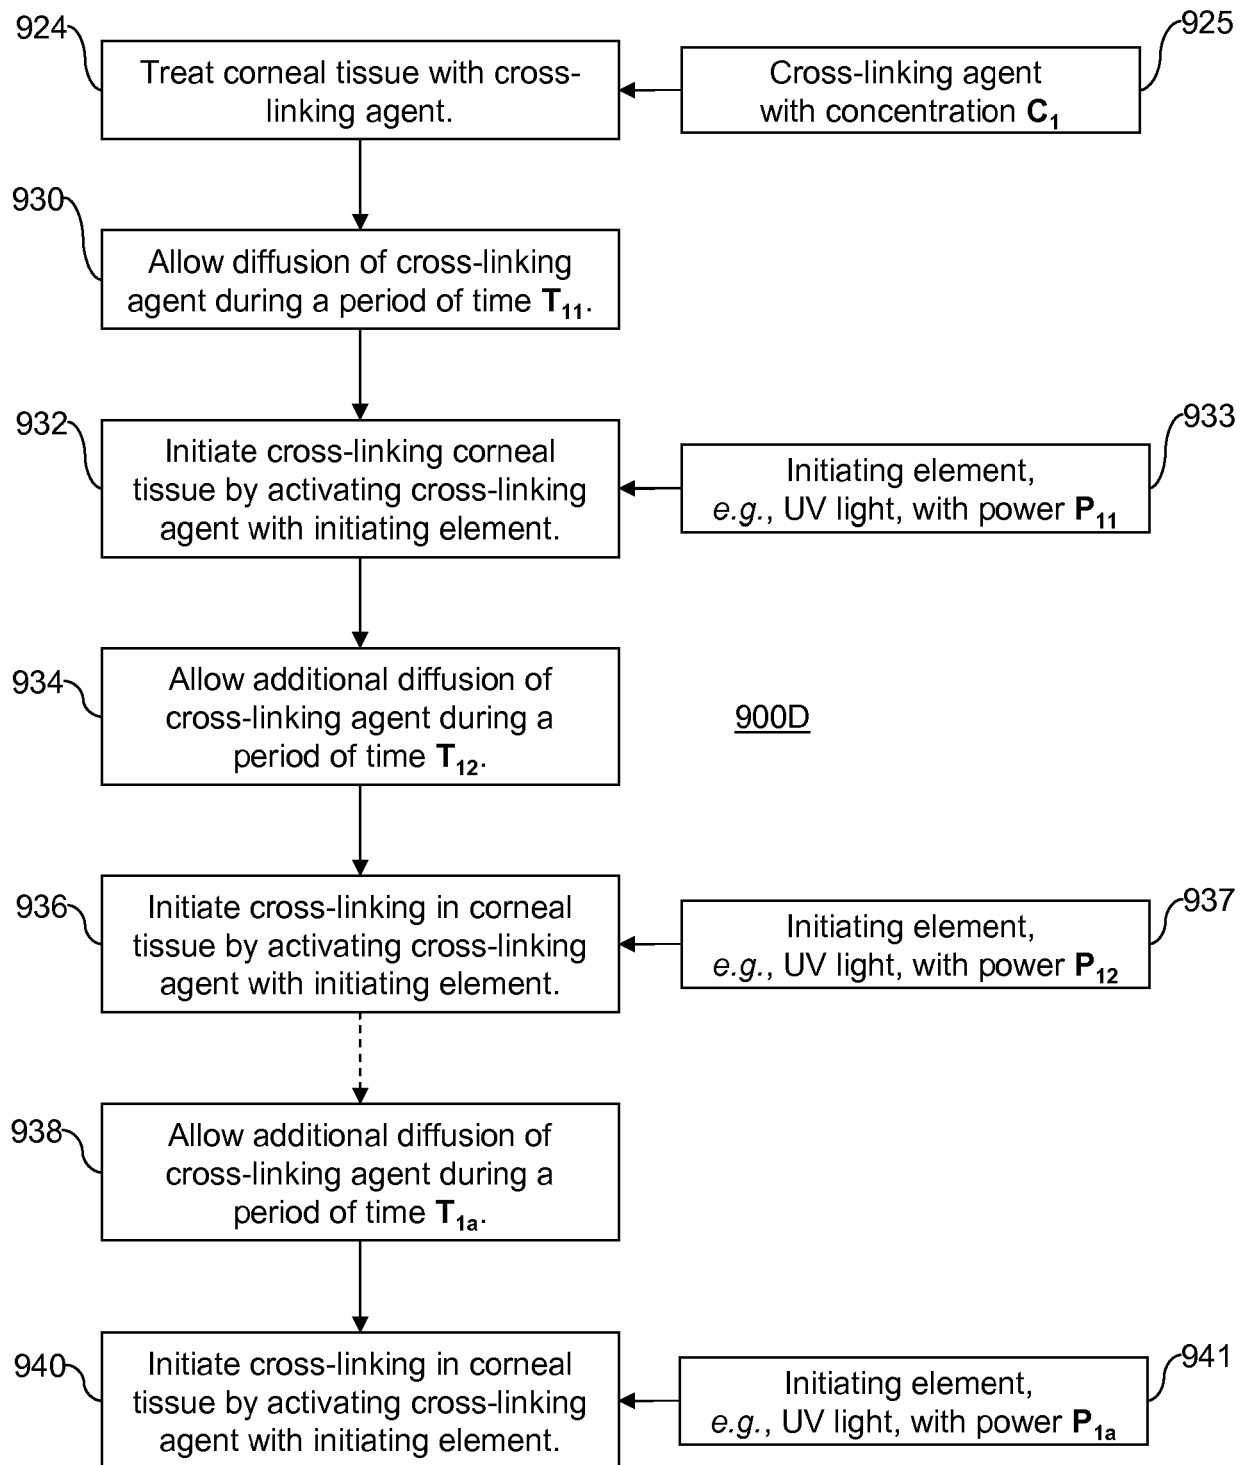 924
Treat corneal tissue with cross-
linking agent.
Cross-linking agent
with concentration C1
925
930
Allow diffusion of cross-linking
agent during a period of time T11.
932
Initiate cross-linking corneal
tissue by activating cross-linking
agent with initiating element.
Initiating element,
e.g., UV light, with power P11
933
934
Allow additional diffusion of
cross-linking agent during a
period of time T12.
900D
936
Initiate cross-linking in corneal
tissue by activating cross-linking
agent with initiating element.
Initiating element,
e.g., UV light, with power P12
937
938
Allow additional diffusion of
cross-linking agent during a
period of time T1a.
940
Initiate cross-linking in corneal
tissue by activating cross-linking
agent with initiating element.
Initiating element,
e.g., UV light, with power P1a
941